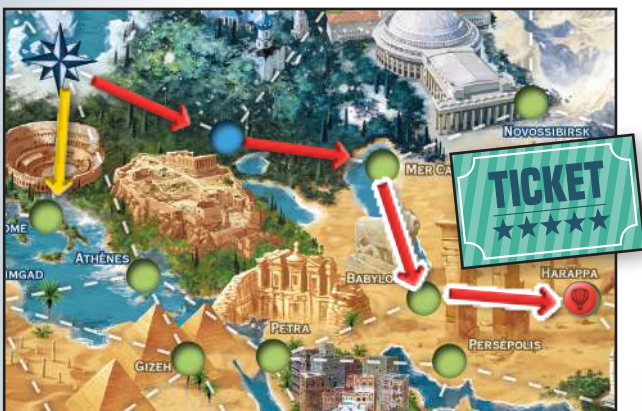 NOVOSSIBIRSK
MER CA
TICKET
HARAPPA
OME
IMGAD
ATHÈNES
BABYLO
PETRA
PERSÉPOLIS
GIZEH